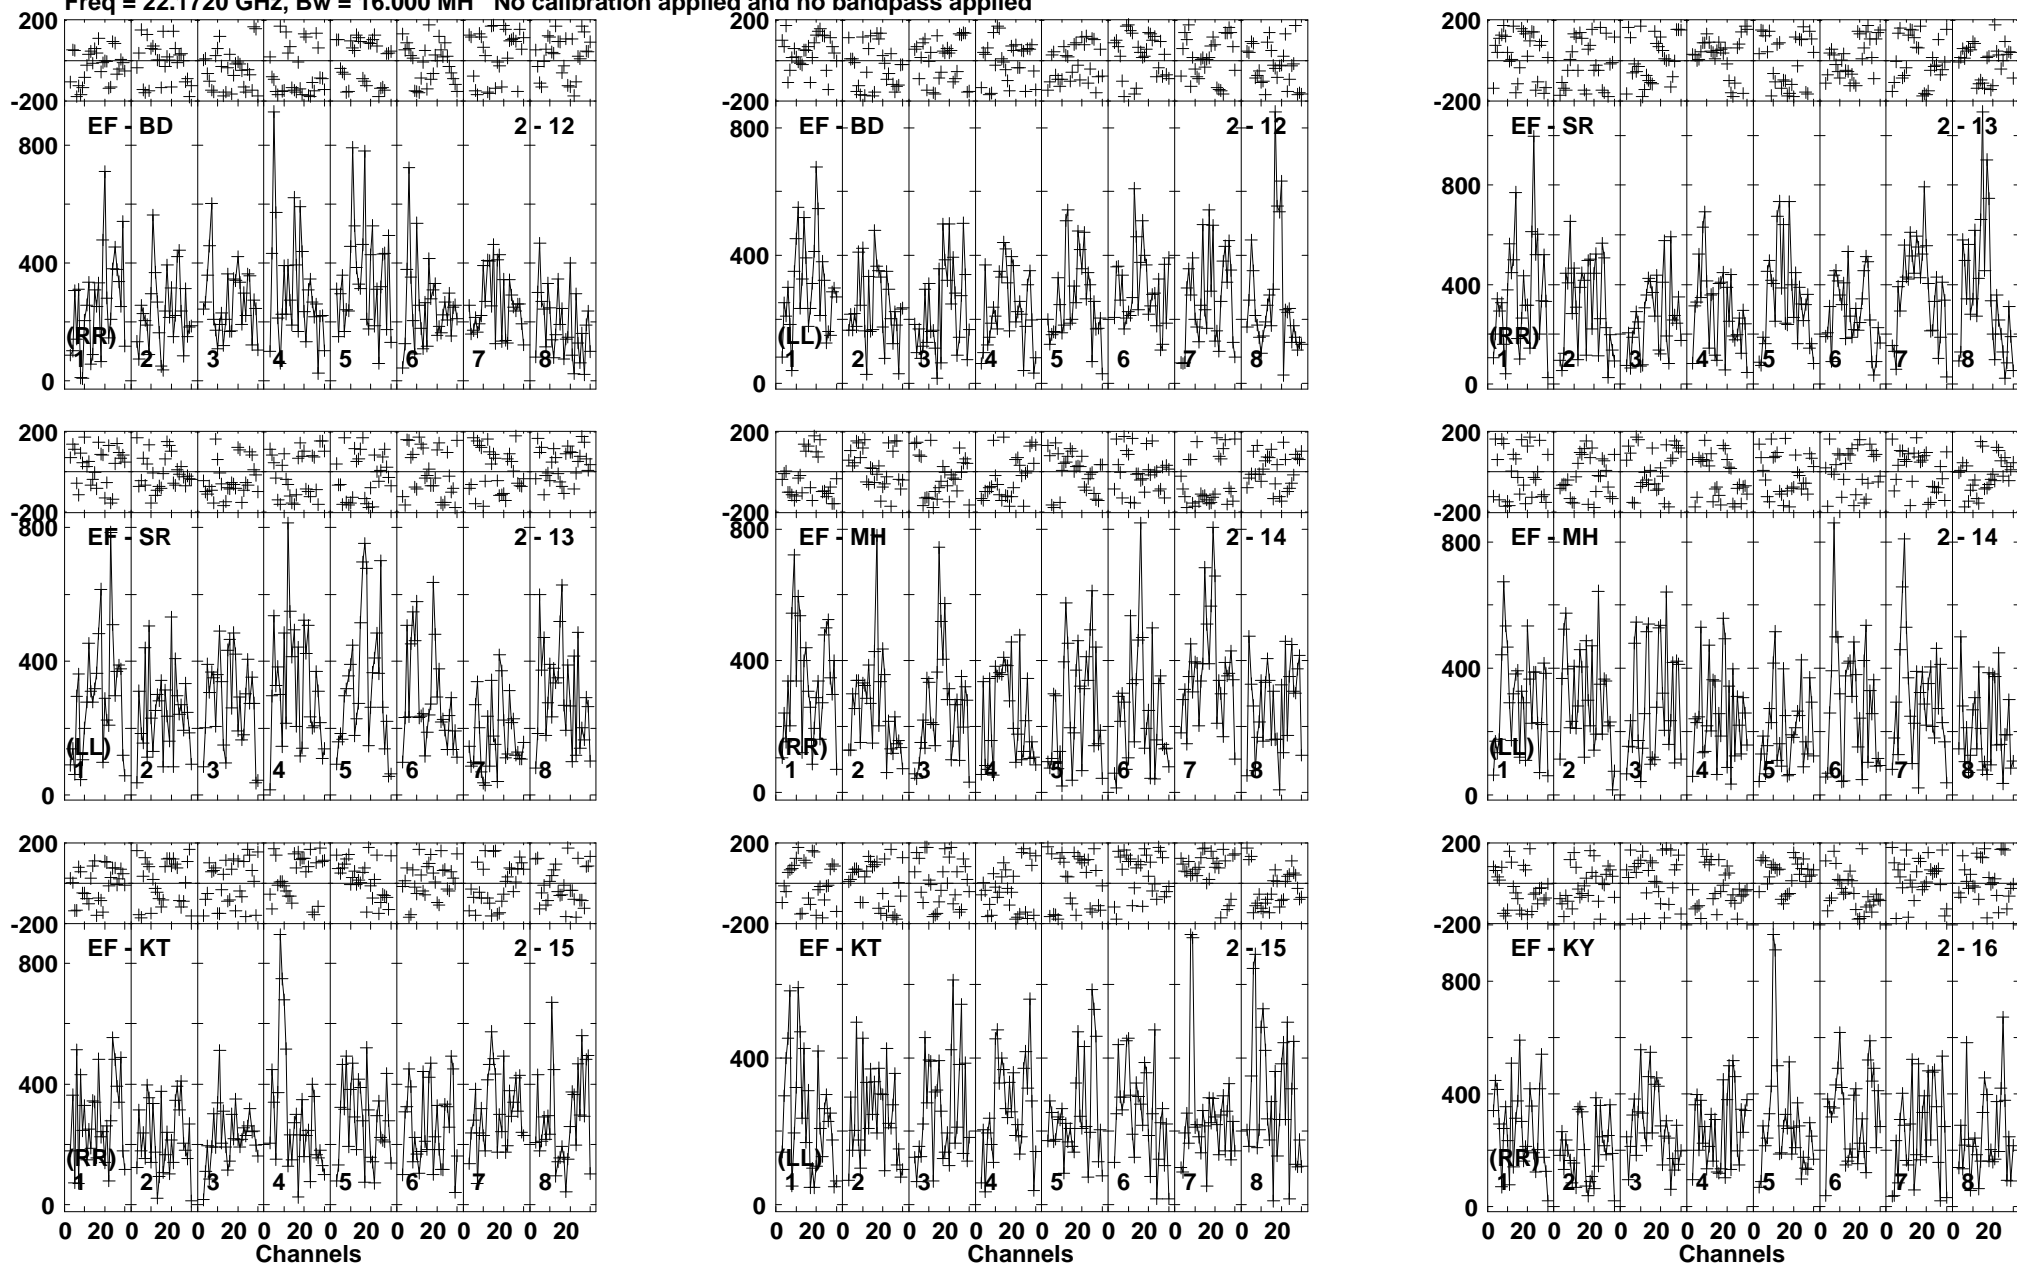 Freq = 22.1720 GHz, Bw = 16.000 MH No calibration applied and no bandpass applied
200 200 200
-200 -200 -200
EF - BD 2 - 12 EF - BD 2 - 12 EF - SR 2 - 13
800 800 800
400 400 400
(RR) (LL) (RR)
1 2 3 4 5 6 7 8 1 2 3 4 5 6 7 8 1 2 3 4 5 6 7 8
0 0 0
200 200 200
-200 -200 -200
800 800 800
EF - SR 2 - 13 EF - MH 2 - 14 EF - MH 2 - 14
400 400 400
(LL) (RR) (LL)
1 2 3 4 5 6 7 8 1 2 3 4 5 6 7 8 1 2 3 4 5 6 7 8
0 0 0
200 200 200
-200 -200 -200
EF - KT 2 - 15 EF - KT 2 - 15 EF - KY 2 - 16
800 800
400 400 400
(RR) (LL) (RR)
1 2 3 4 5 6 7 8 1 2 3 4 5 6 7 8 1 2 3 4 5 6 7 8
0 0 0
0 20 0 20 0 20 0 20 0 20 0 20 0 20 0 20 0 20 0 20 0 20 0 20 0 20 0 20 0 20 0 20 0 20 0 20 0 20 0 20 0 20 0 20 0 20 0 20
Channels Channels Channels